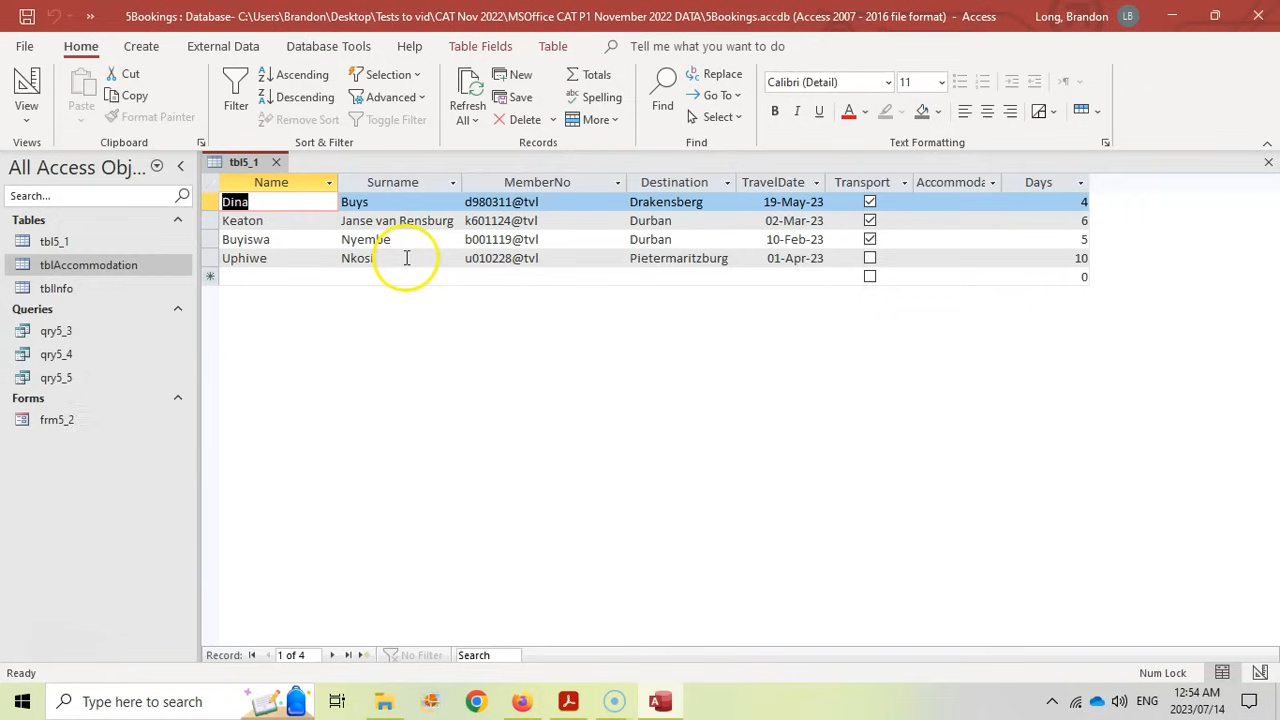 5Bookings : Database- C:\Users\Brandon\Desktop\Tests to vid\CAT Nov 2022\MSOffice CAT P1 November 2022 DATA\5Bookings.accdb (Access 2007 - 2016 file format) - Access Long, Brandon LB
File Home Create External Data Database Tools Help Table Fields Table Tell me what you want to do
View Paste Cut Copy Format Painter Clipboard
Filter Ascending Descending Remove Sort Selection Advanced Toggle Filter Sort & Filter
Refresh All New Save Delete Totals Spelling More Records
Find Replace Go To Select Find
Calibri (Detail) 11 B I U A Text Formatting
All Access Obj...
Search...
Tables
tbl5_1
tblAccommodation
tblInfo
Queries
qry5_3
qry5_4
qry5_5
Forms
frm5_2
tbl5_1
Name Surname MemberNo Destination TravelDate Transport Accommoda Days
Dina Buys d980311@tvl Drakensberg 19-May-23 4
Keaton Janse van Rensburg k601124@tvl Durban 02-Mar-23 6
Buyiswa Nyembe b001119@tvl Durban 10-Feb-23 5
Uphiwe Nkosi u010228@tvl Pietermaritzburg 01-Apr-23 10
0
Record: 1 of 4 No Filter Search
Ready Num Lock
Type here to search ENG 12:54 AM
2023/07/14